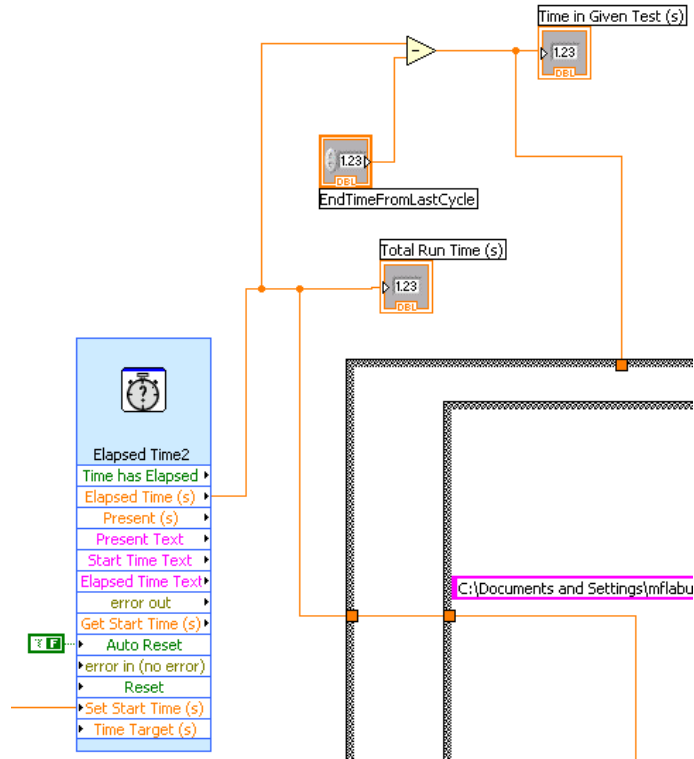 Time in Given Test (s)
1.23
DBL
1.23
DBL
EndTimeFromLastCycle
Total Run Time (s)
1.23
DBL
?
Elapsed Time2
Time has Elapsed
Elapsed Time (s)
Present (s)
Present Text
Start Time Text
Elapsed Time Text
error out
Get Start Time (s)
F
Auto Reset
error in (no error)
Reset
Set Start Time (s)
Time Target (s)
C:\Documents and Settings\mflabu